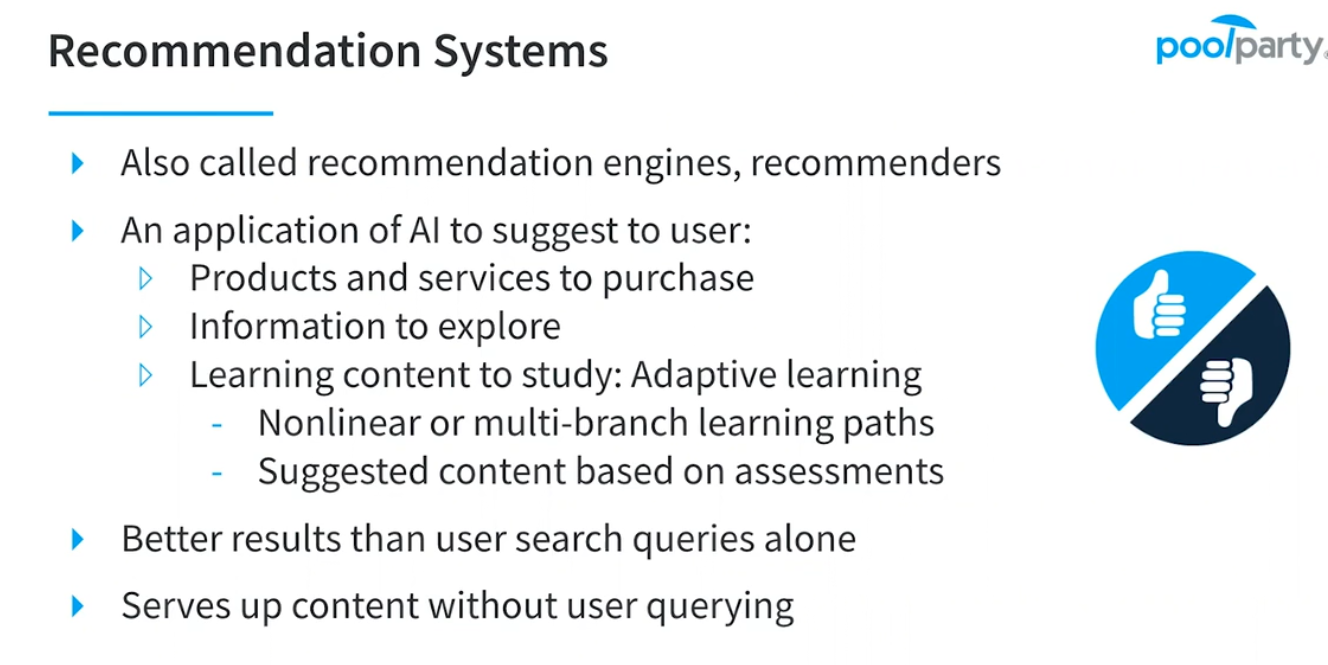 Recommendation Systems
poolparty
Also called recommendation engines, recommenders
An application of AI to suggest to user:
Products and services to purchase
Information to explore
Learning content to study: Adaptive learning
- Nonlinear or multi-branch learning paths
- Suggested content based on assessments
Better results than user search queries alone
Serves up content without user querying